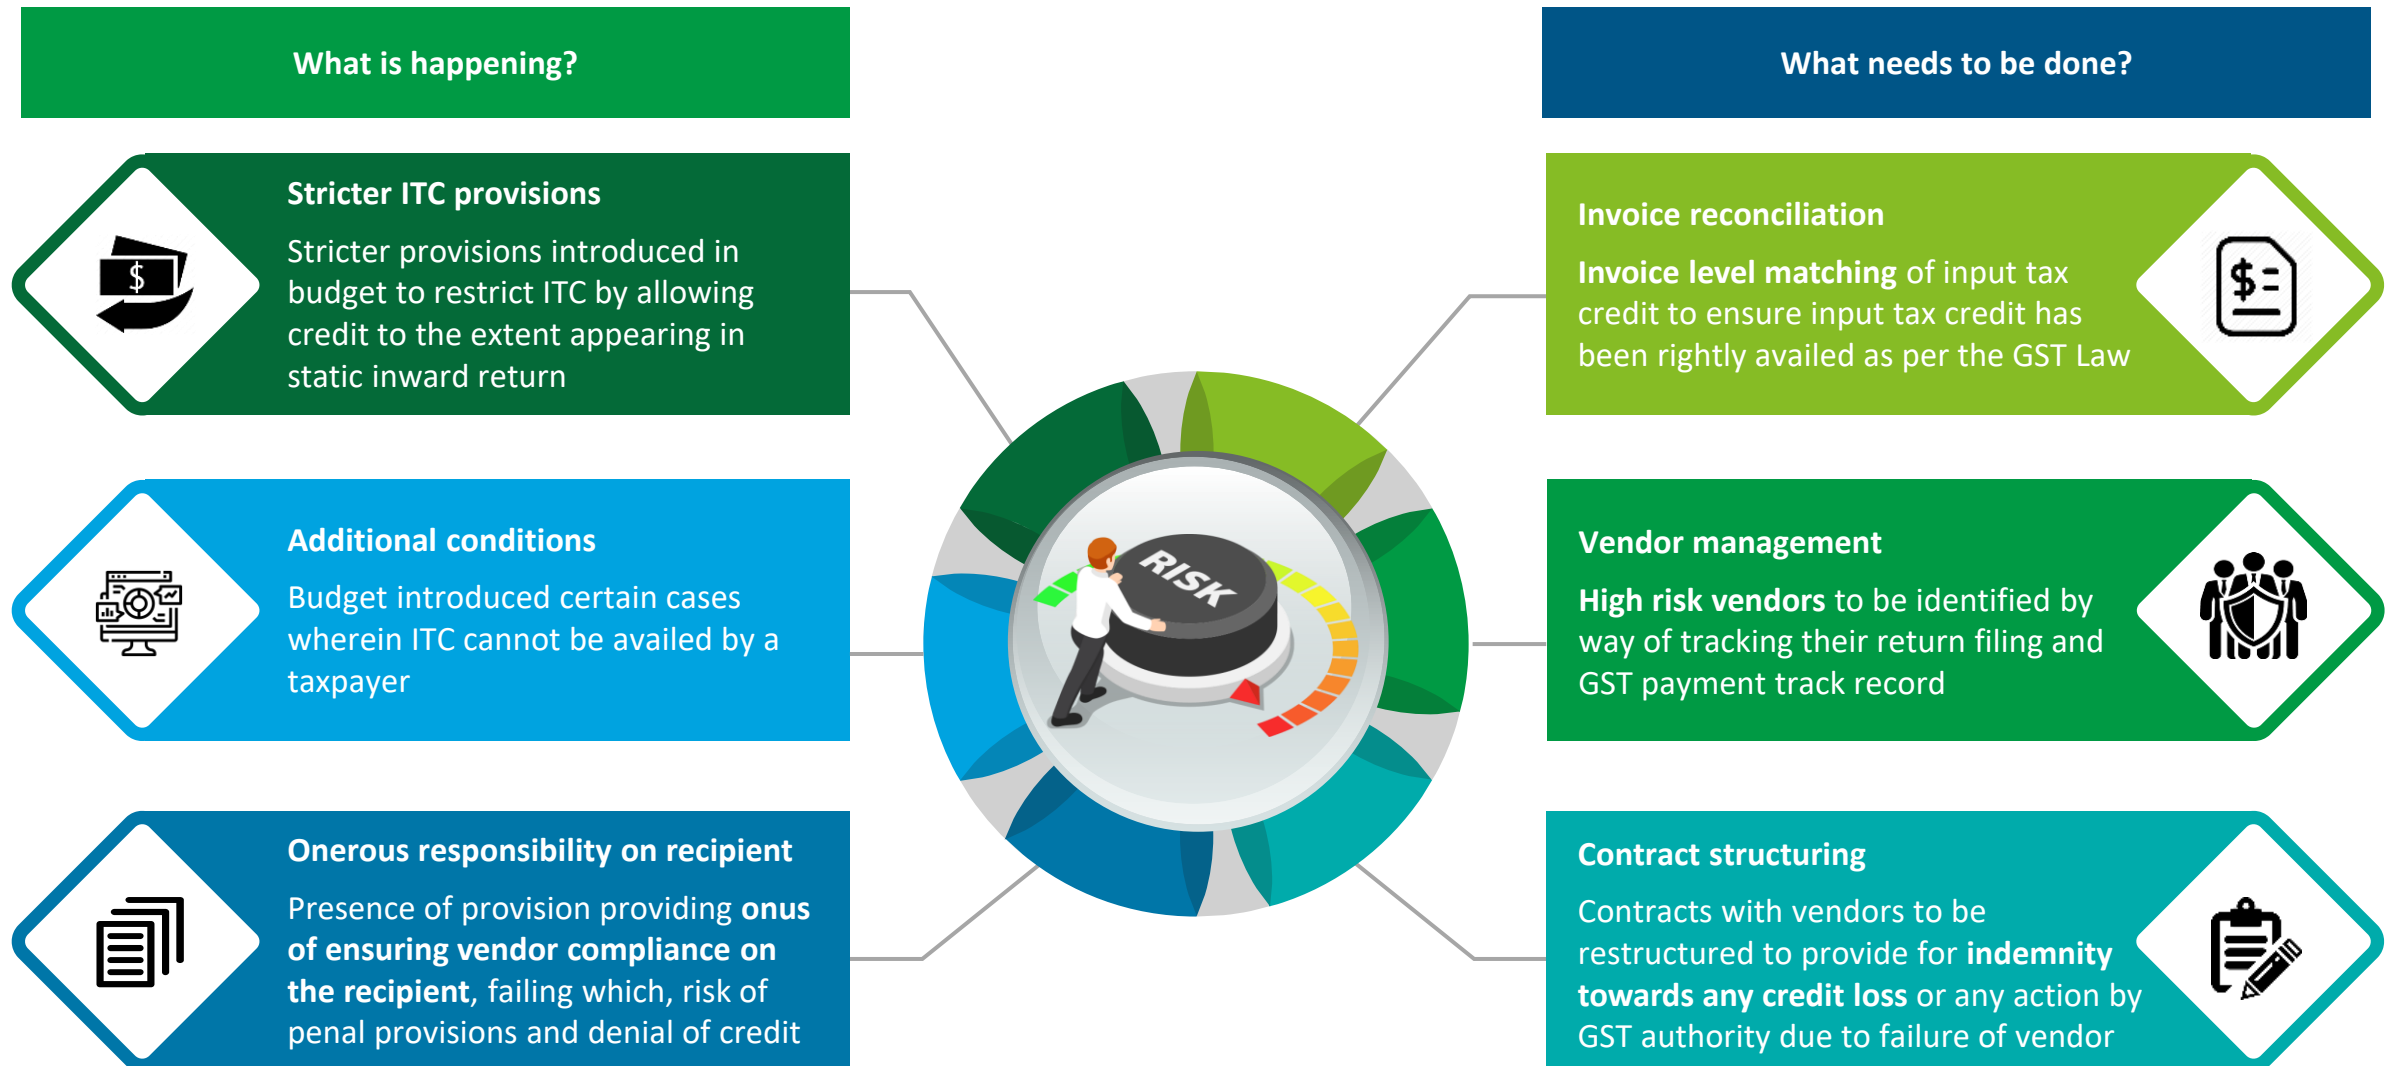 What is happening?
Stricter ITC provisions
Stricter provisions introduced in
budget to restrict ITC by allowing
credit to the extent appearing in
static inward return
Additional conditions
Budget introduced certain cases
wherein ITC cannot be availed by a
taxpayer
Onerous responsibility on recipient
Presence of provision providing onus
of ensuring vendor compliance on
the recipient, failing which, risk of
penal provisions and denial of credit
RISK
What needs to be done?
Invoice reconciliation
Invoice level matching of input tax
credit to ensure input tax credit has
been rightly availed as per the GST Law
Vendor management
High risk vendors to be identified by
way of tracking their return filing and
GST payment track record
Contract structuring
Contracts with vendors to be
restructured to provide for indemnity
towards any credit loss or any action by
GST authority due to failure of vendor
$
$